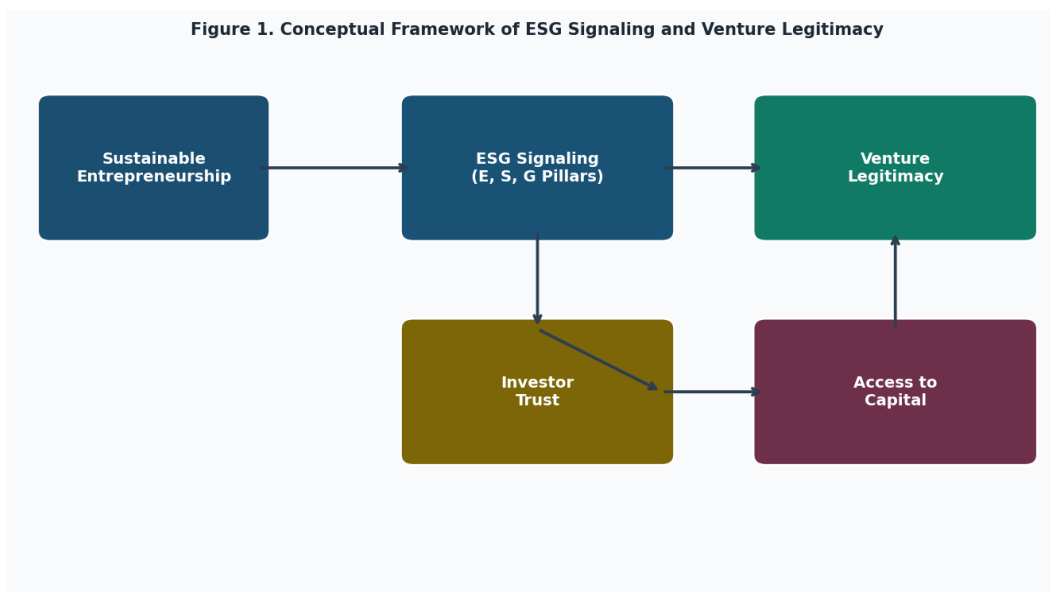 Figure 1. Conceptual Framework of ESG Signaling and Venture Legitimacy
Sustainable
Entrepreneurship
ESG Signaling
(E, S, G Pillars)
Venture
Legitimacy
Investor
Trust
Access to
Capital